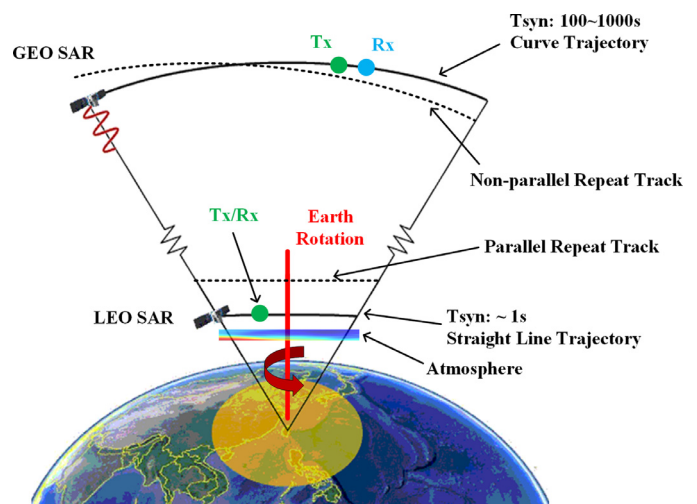 Tsyn: 100~1000s
Curve Trajectory
GEO SAR
Tx
Rx
Non-parallel Repeat Track
Tx/Rx
Earth
Rotation
Parallel Repeat Track
LEO SAR
Tsyn: ~ 1s
Straight Line Trajectory
Atmosphere